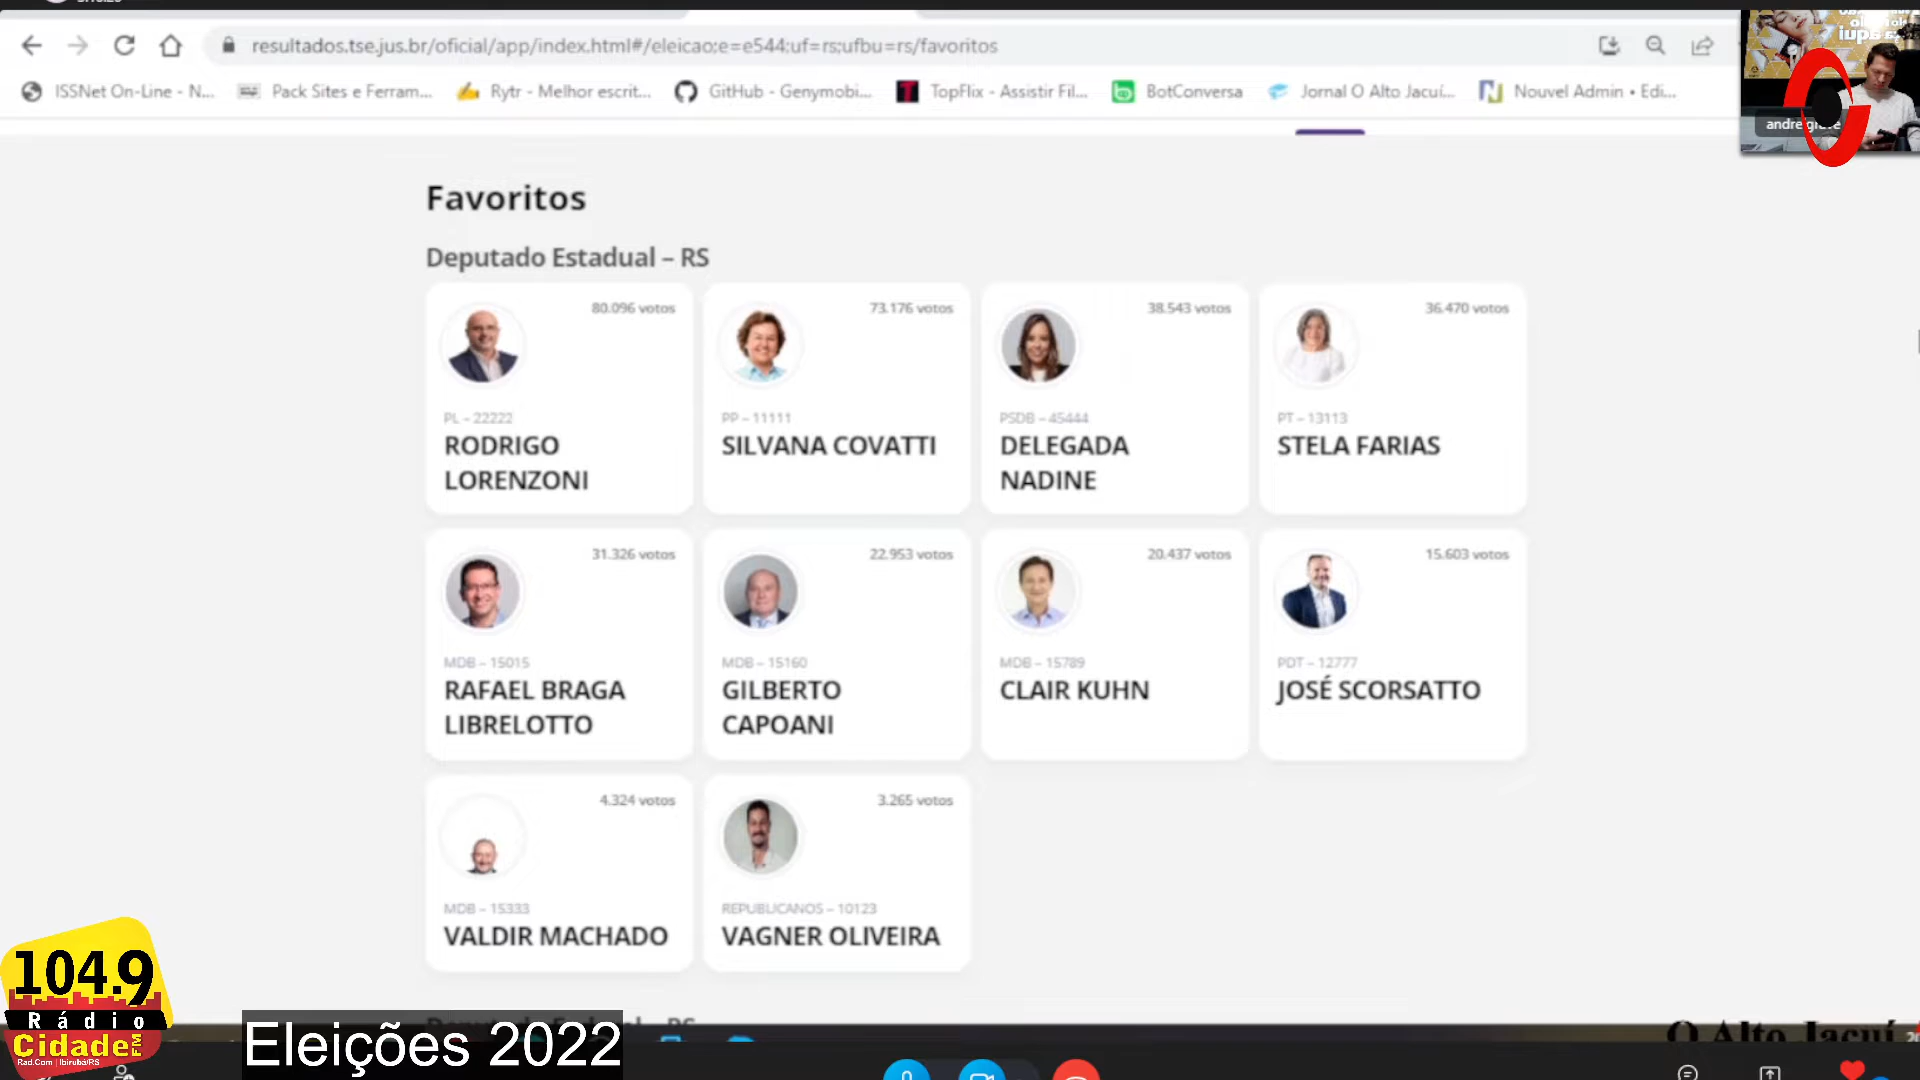 resultados.tse.jus.br/oficial/app/index.html#/eleicao;e=e544;uf=rs;ufbu=rs/favoritos
ISSNet On-Line - N...
Pack Sites e Ferram...
Rytr - Melhor escrit...
GitHub - Genymobi...
TopFlix - Assistir Fil...
BotConversa
Jornal O Alto Jacuí...
Nouvel Admin • Edi...
Favoritos
Deputado Estadual – RS
80.096 votos
PL – 22222
RODRIGO
LORENZONI
73.176 votos
PP – 11111
SILVANA COVATTI
38.543 votos
PSDB – 45444
DELEGADA
NADINE
36.470 votos
PT – 13113
STELA FARIAS
31.326 votos
MDB – 15015
RAFAEL BRAGA
LIBRELOTTO
22.953 votos
MDB – 15160
GILBERTO
CAPOANI
20.437 votos
MDB – 15789
CLAIR KUHN
15.603 votos
PDT – 12777
JOSÉ SCORSATTO
4.324 votos
MDB – 15333
VALDIR MACHADO
3.265 votos
REPUBLICANOS – 10123
VAGNER OLIVEIRA
104.9
Rádio
Cidade FM
Rad.Com | Ibirubá/RS
Eleições 2022
O Alto Jacuí